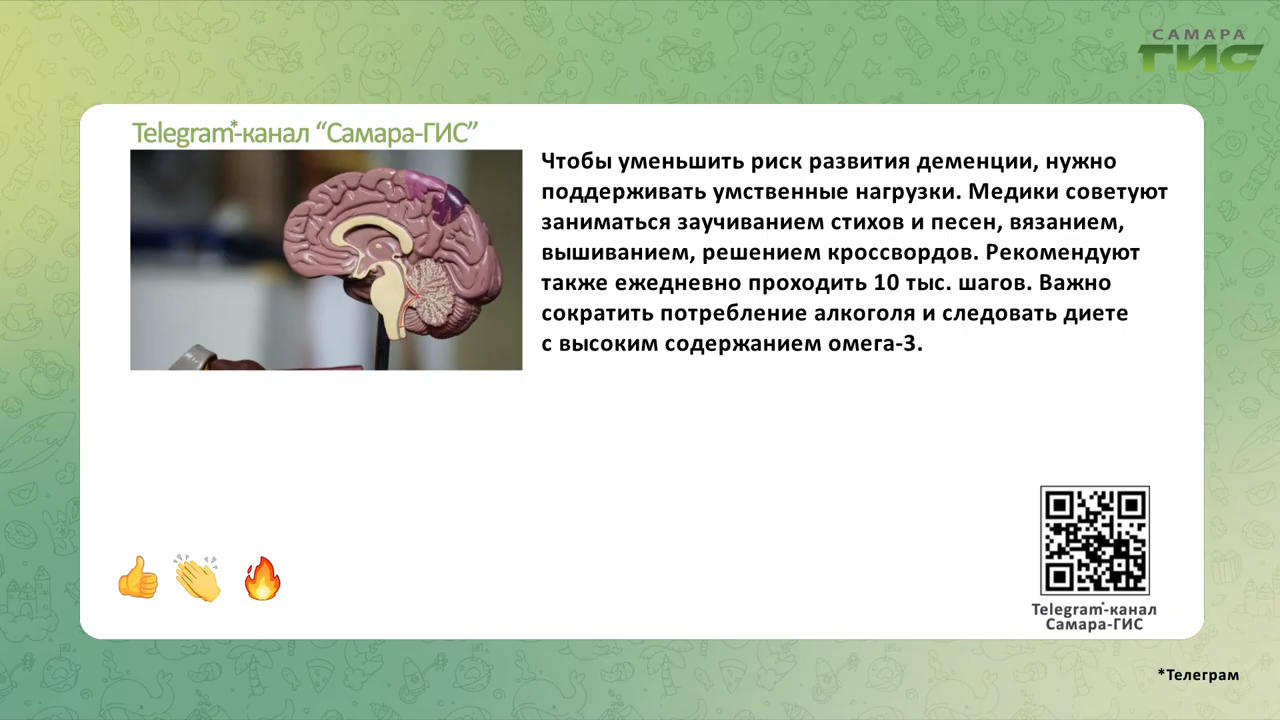 САМАРА
ГИС
Telegram*-канал “Самара-ГИС”
Чтобы уменьшить риск развития деменции, нужно
поддерживать умственные нагрузки. Медики советуют
заниматься заучиванием стихов и песен, вязанием,
вышиванием, решением кроссвордов. Рекомендуют
также ежедневно проходить 10 тыс. шагов. Важно
сократить потребление алкоголя и следовать диете
с высоким содержанием омега-3.
Telegram*-канал
Самара-ГИС
*Телеграм